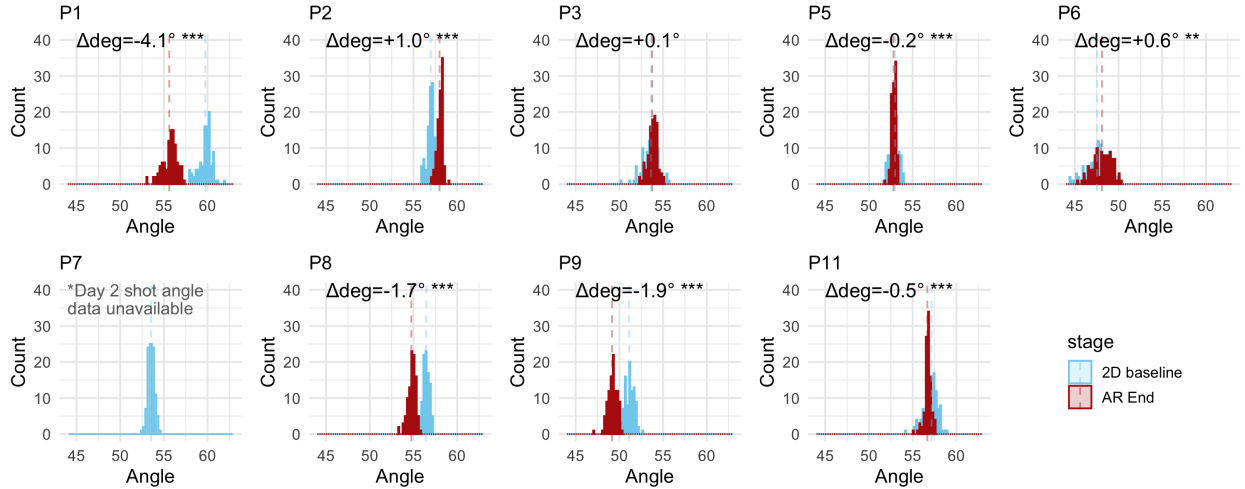 P1
Δdeg=-4.1° ***
40
30
20
10
0
Count
45 50 55 60
Angle
P2
Δdeg=+1.0° ***
40
30
20
10
0
Count
45 50 55 60
Angle
P3
Δdeg=+0.1°
40
30
20
10
0
Count
45 50 55 60
Angle
P5
Δdeg=-0.2° ***
40
30
20
10
0
Count
45 50 55 60
Angle
P6
Δdeg=+0.6° **
40
30
20
10
0
Count
45 50 55 60
Angle
P7
*Day 2 shot angle
data unavailable
40
30
20
10
0
Count
45 50 55 60
Angle
P8
Δdeg=-1.7° ***
40
30
20
10
0
Count
45 50 55 60
Angle
P9
Δdeg=-1.9° ***
40
30
20
10
0
Count
45 50 55 60
Angle
P11
Δdeg=-0.5° ***
40
30
20
10
0
Count
45 50 55 60
Angle
stage
2D baseline
AR End